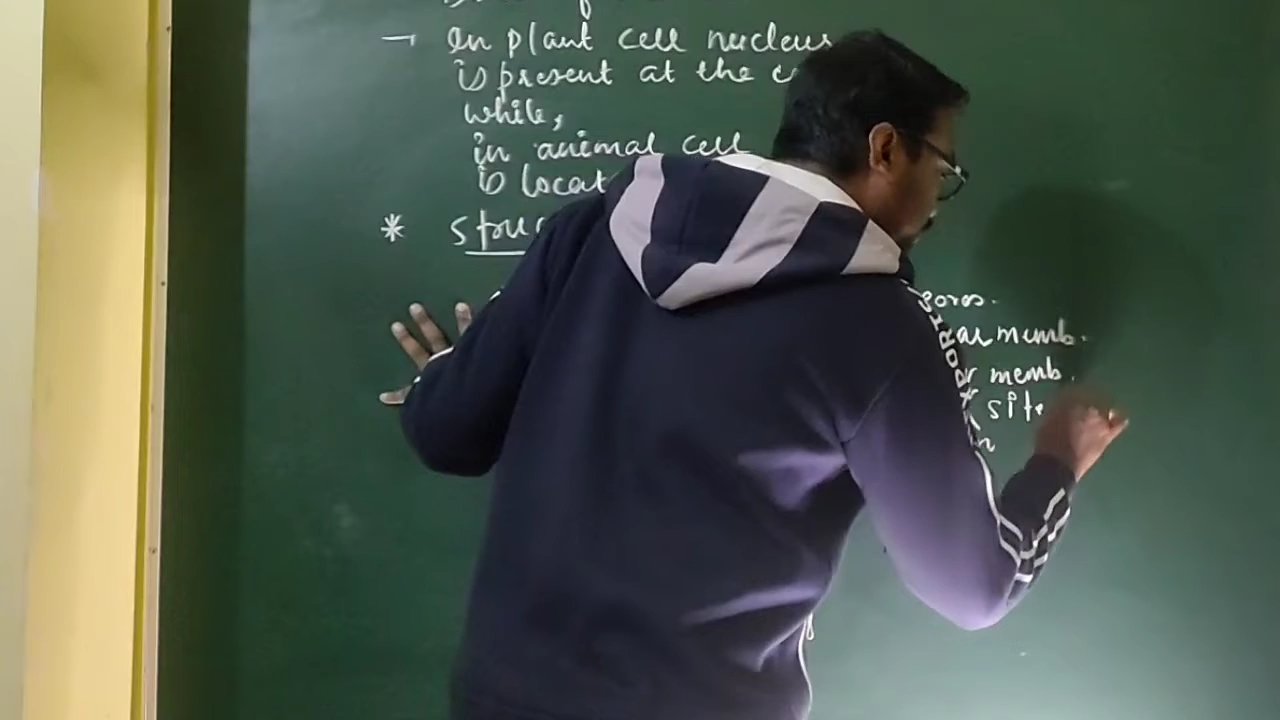 → In plant cell nucleus
is present at the
while,
in animal cell
is locat
* struc
pores.
ar memb.
memb.
site